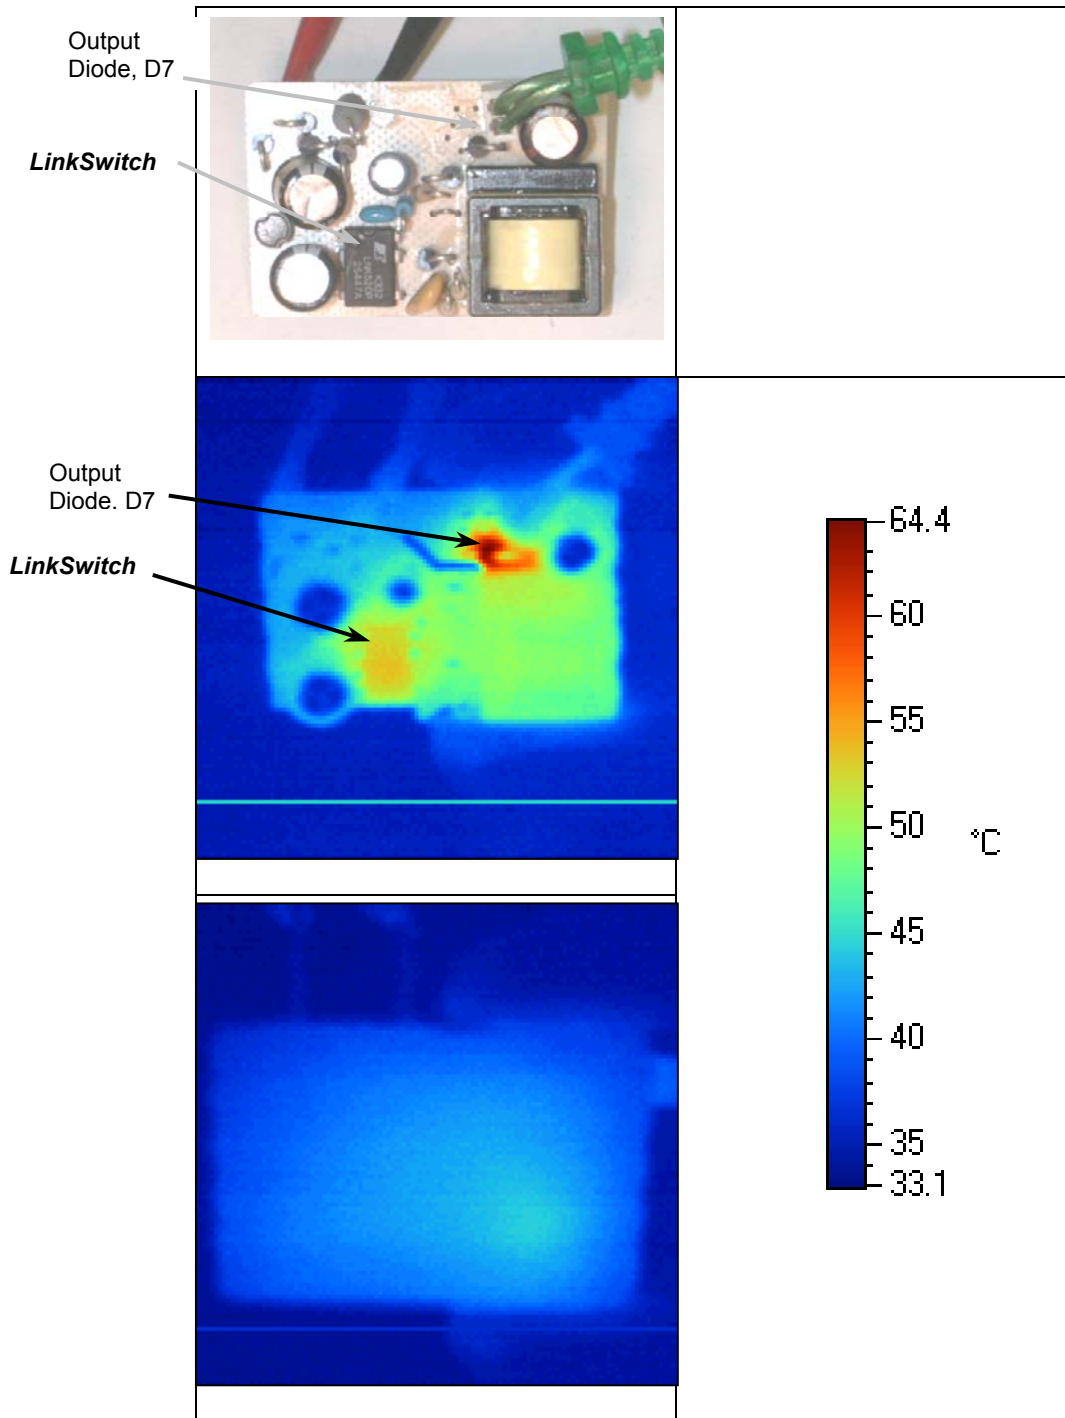 Output
Diode, D7
LinkSwitch
Output
Diode. D7
LinkSwitch
64.4
60
55
50
°C
45
40
35
33.1